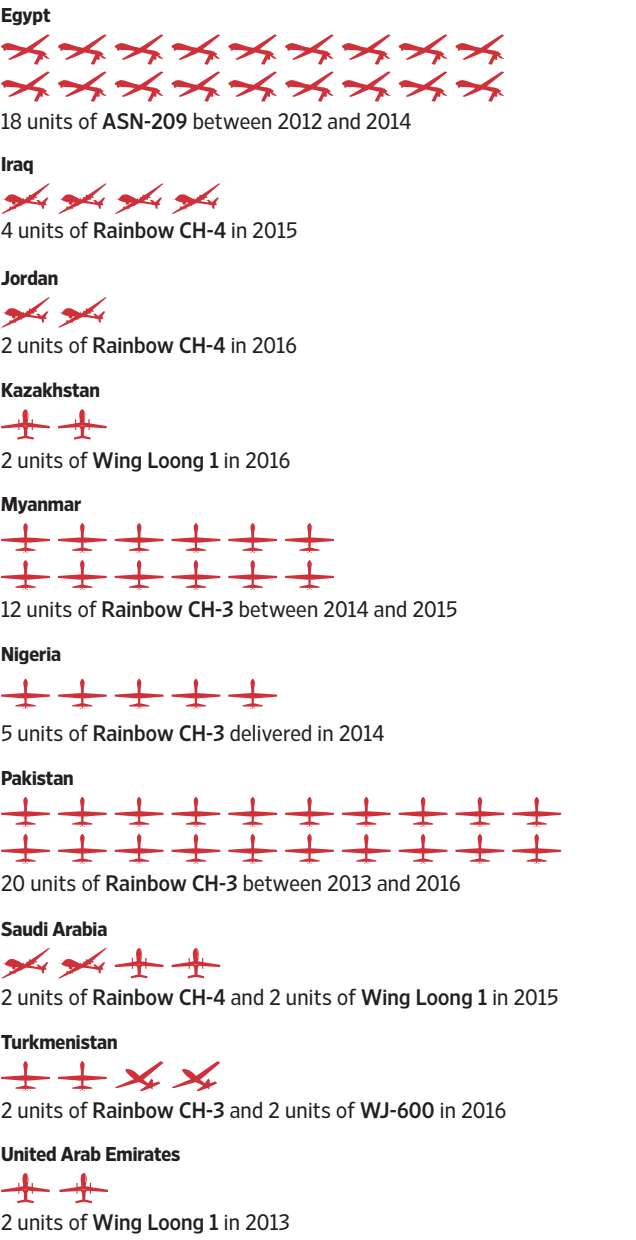 Egypt
18 units of ASN-209 between 2012 and 2014
Iraq
4 units of Rainbow CH-4 in 2015
Jordan
2 units of Rainbow CH-4 in 2016
Kazakhstan
2 units of Wing Loong 1 in 2016
Myanmar
12 units of Rainbow CH-3 between 2014 and 2015
Nigeria
5 units of Rainbow CH-3 delivered in 2014
Pakistan
20 units of Rainbow CH-3 between 2013 and 2016
Saudi Arabia
2 units of Rainbow CH-4 and 2 units of Wing Loong 1 in 2015
Turkmenistan
2 units of Rainbow CH-3 and 2 units of WJ-600 in 2016
United Arab Emirates
2 units of Wing Loong 1 in 2013